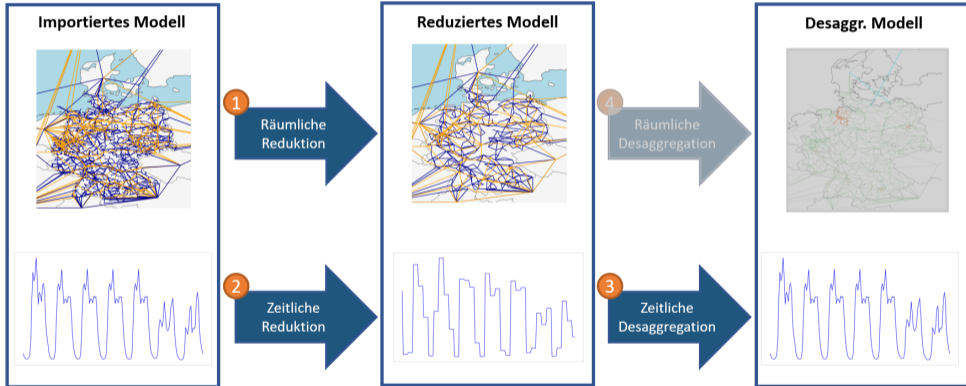 Importiertes Modell
Reduziertes Modell
Desaggr. Modell
1
Räumliche
Reduktion
4
Räumliche
Desaggregation
2
Zeitliche
Reduktion
3
Zeitliche
Desaggregation